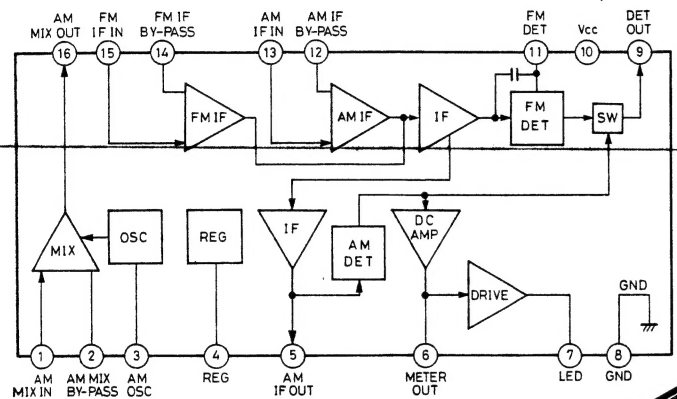 AM MIX OUT
FM IF IN
FM IF BY-PASS
AM IF IN
AM IF BY-PASS
FM DET
Vcc
DET OUT
16
15
14
13
12
11
10
9
FM IF
AM IF
IF
FM DET
SW
MIX
OSC
REG
IF
AM DET
DC AMP
DRIVE
GND
1
2
3
4
5
6
7
8
AM MIX IN
AM MIX BY-PASS
AM OSC
REG
AM IF OUT
METER OUT
LED
GND